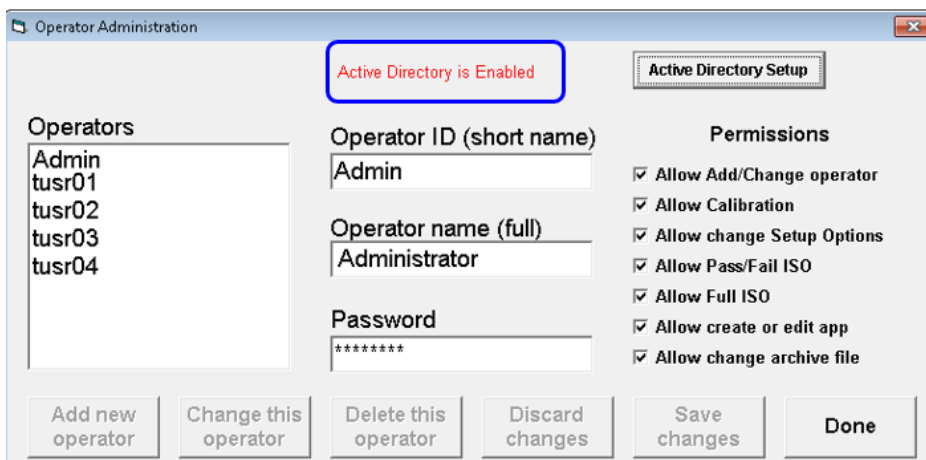 Operator Administration
Active Directory is Enabled
Active Directory Setup
Operators
Admin
tusr01
tusr02
tusr03
tusr04
Operator ID (short name)
Admin
Operator name (full)
Administrator
Password
********
Permissions
Allow Add/Change operator
Allow Calibration
Allow change Setup Options
Allow Pass/Fail ISO
Allow Full ISO
Allow create or edit app
Allow change archive file
Add new
operator
Change this
operator
Delete this
operator
Discard
changes
Save
changes
Done